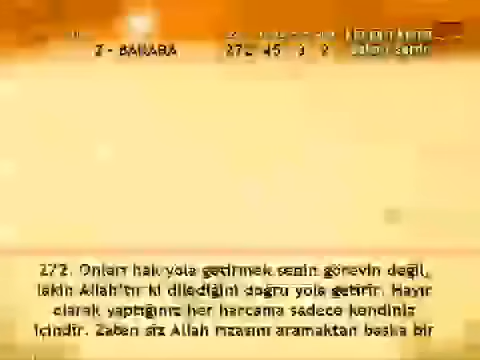 2 - BAKARA 272 45 3 2
272. Onları hak yola getirmek senin görevin değil,
lakin Allah'tır ki dilediğini doğru yola getirir. Hayır
olarak yaptığınız her harcama sadece kendiniz
içindir. Zaten siz Allah rızasını aramaktan başka bir